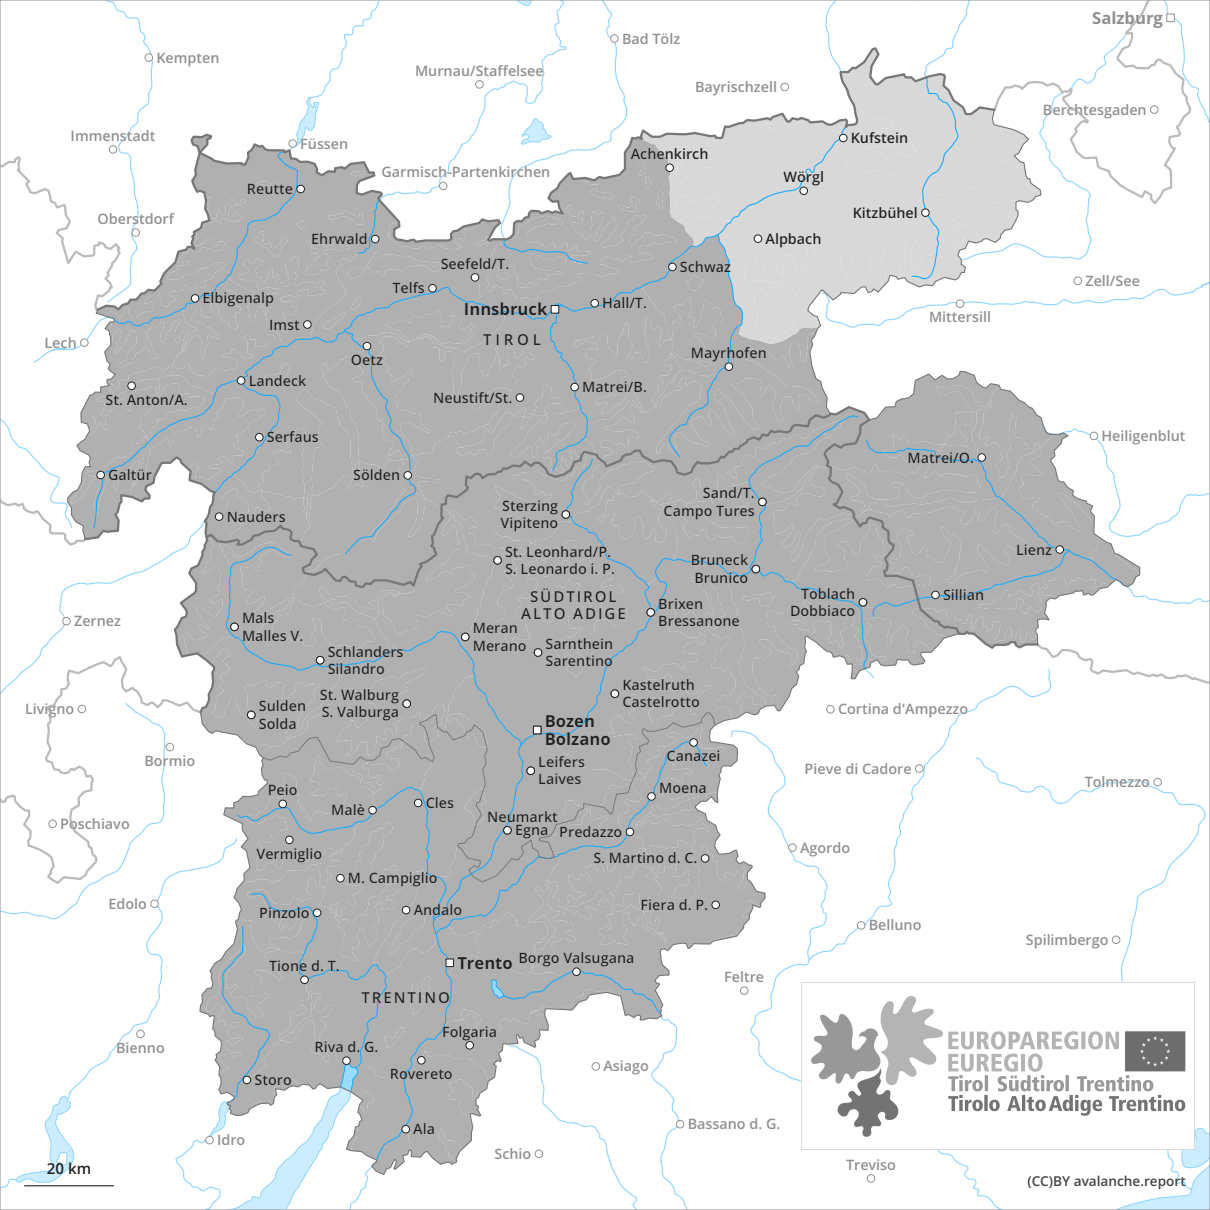 Salzburg
Kempten
Bad Tölz
Murnau/Staffelsee
Bayrischzell
Berchtesgaden
Immenstadt
Füssen
Kufstein
Achenkirch
Garmisch-Partenkirchen
Wörgl
Reutte
Oberstdorf
Kitzbühel
Ehrwald
Alpbach
Seefeld/T.
Schwaz
Zell/See
Telfs
Elbigenalp
Hall/T.
Innsbruck
Mittersill
Imst
TIROL
Lech
Oetz
Mayrhofen
Landeck
Matrei/B.
St. Anton/A.
Neustift/St.
Serfaus
Heiligenblut
Matrei/O.
Galtür
Sölden
Sand/T.
Campo Tures
Sterzing
Vipiteno
Nauders
St. Leonhard/P.
S. Leonardo i. P.
Lienz
Bruneck
Brunico
SÜDTIROL
ALTO ADIGE
Toblach
Dobbiaco
Sillian
Brixen
Bressanone
Zernez
Mals
Malles V.
Meran
Merano
Sarnthein
Sarentino
Schlanders
Silandro
Kastelruth
Castelrotto
St. Walburg
S. Valburga
Sulden
Solda
Livigno
Cortina d'Ampezzo
Bozen
Bolzano
Bormio
Canazei
Leifers
Laives
Pieve di Cadore
Tolmezzo
Peio
Moena
Malè
Cles
Neumarkt
Egna
Predazzo
Poschiavo
Vermiglio
Agordo
S. Martino d. C.
M. Campiglio
Edolo
Pinzolo
Andalo
Fiera d. P.
Belluno
Spilimbergo
Tione d. T.
Trento
Borgo Valsugana
Feltre
TRENTINO
Folgaria
Bienno
Riva d. G.
Rovereto
Asiago
Storo
EUROPAREGION
EUREGIO
Tirol Südtirol Trentino
Tirolo Alto Adige Trentino
Ala
Bassano d. G.
Idro
Schio
Treviso
20 km
(CC)BY avalanche.report